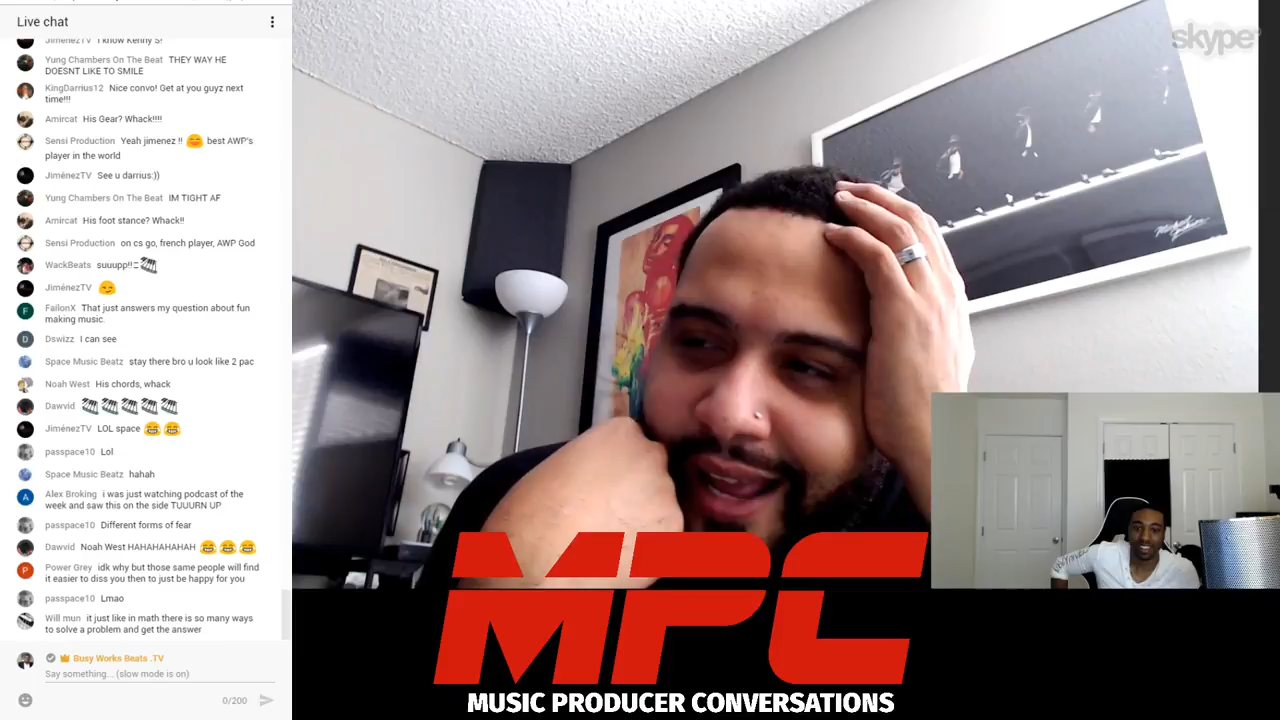 Live chat
JiménezTV I know Kenny S!
Yung Chambers On The Beat THEY WAY HE
DOESNT LIKE TO SMILE
KingDarrius12 Nice convo! Get at you guyz next
time!!!
Amircat His Gear? Whack!!!!
Sensi Production Yeah jimenez !! 😊 best AWP's
player in the world
JiménezTV See u darrius:))
Yung Chambers On The Beat IM TIGHT AF
Amircat His foot stance? Whack!!
Sensi Production on cs go, french player, AWP God
WackBeats suuupp!!
JiménezTV 😊
FailonX That just answers my question about fun
making music.
Dswizz I can see
Space Music Beatz stay there bro u look like 2 pac
Noah West His chords, whack
Dawvid 🎹🎹🎹🎹🎹
JiménezTV LOL space 😂 😂
passpace10 Lol
Space Music Beatz hahah
Alex Broking i was just watching podcast of the
week and saw this on the side TUUURN UP
passpace10 Different forms of fear
Dawvid Noah West HAHAHAHAHAH 😂 😂 😂
Power Grey idk why but those same people will find
it easier to diss you then to just be happy for you
passpace10 Lmao
Will mun it just like in math there is so many ways
to solve a problem and get the answer
Busy Works Beats .TV
Say something... (slow mode is on)
0/200
skype
MPC
MUSIC PRODUCER CONVERSATIONS